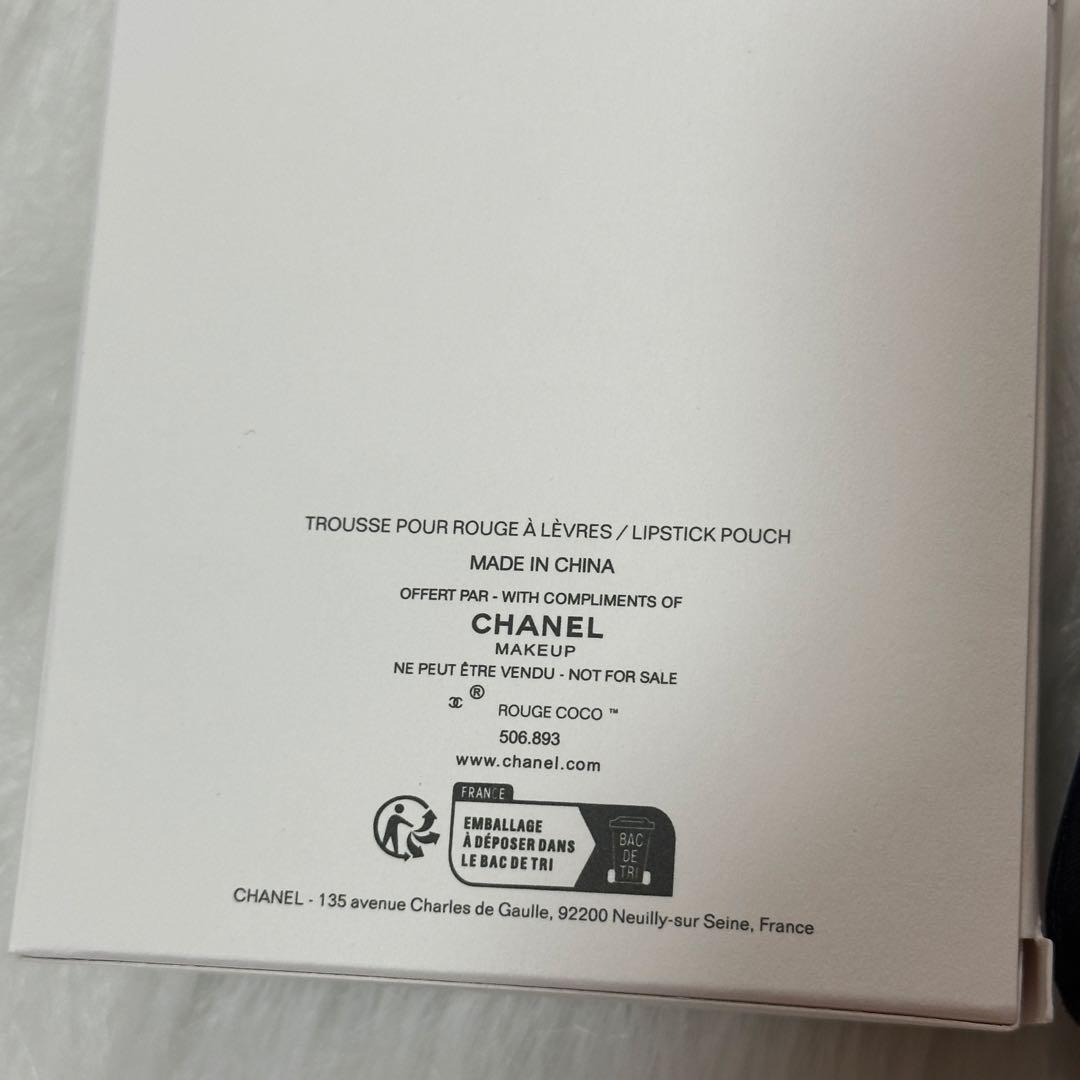 TROUSSE POUR ROUGE À LÈVRES / LIPSTICK POUCH
MADE IN CHINA
OFFERT PAR - WITH COMPLIMENTS OF
CHANEL
MAKEUP
NE PEUT ÊTRE VENDU - NOT FOR SALE
® ROUGE COCO ™
506.893
www.chanel.com
FRANCE
EMBALLAGE
À DÉPOSER DANS
LE BAC DE TRI
BAC
DE
TRI
CHANEL - 135 avenue Charles de Gaulle, 92200 Neuilly-sur Seine, France